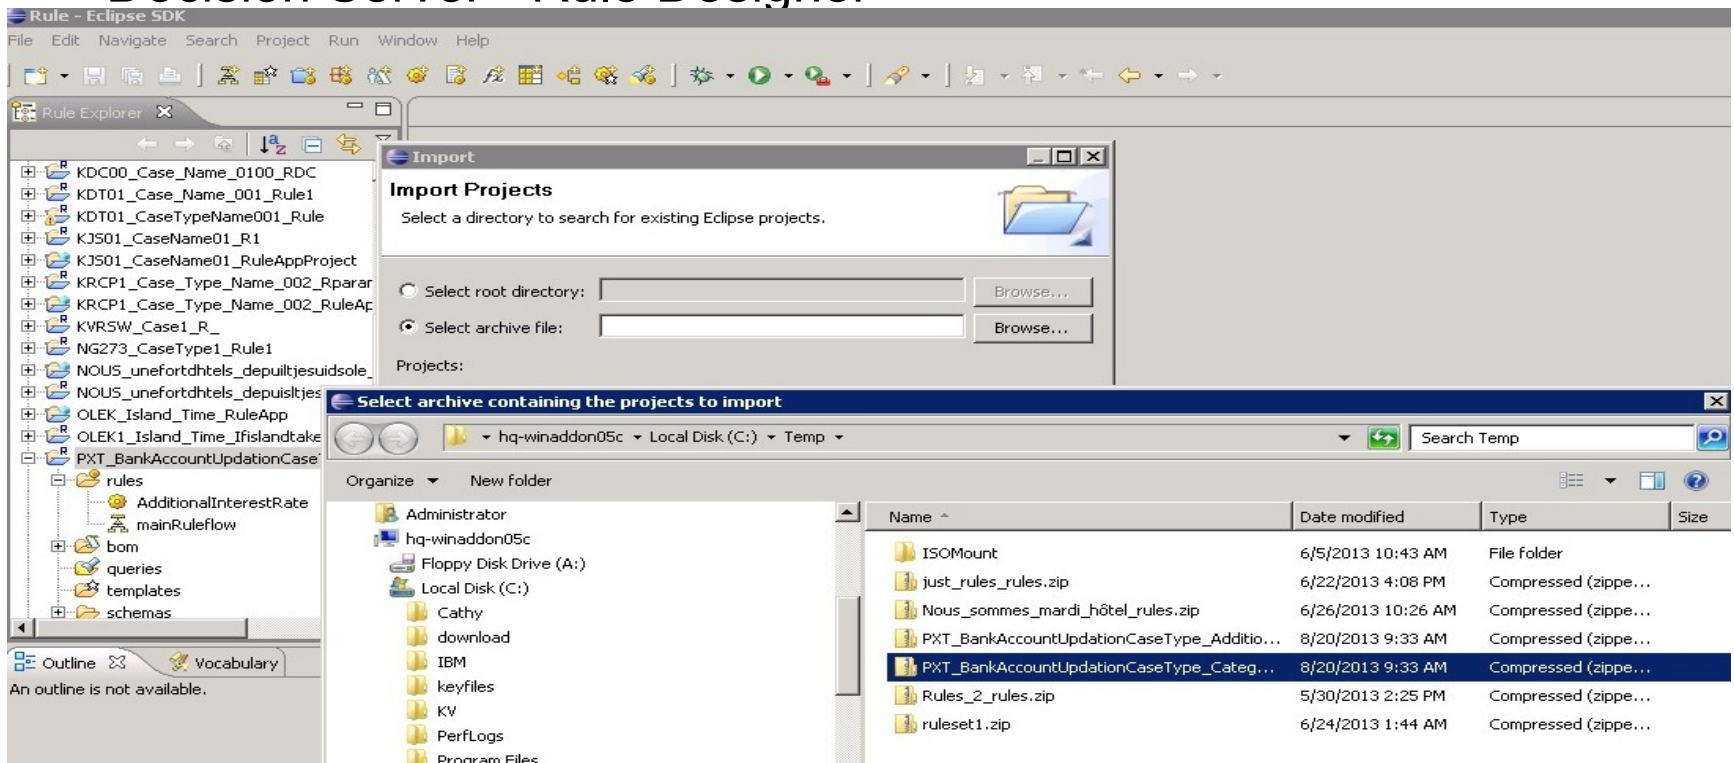 Decision Server - Rule Designer
Rule - Eclipse SDK
File Edit Navigate Search Project Run Window Help
Rule Explorer
KDC00_Case_Name_0100_RDC
KDT01_Case_Name_001_Rule1
KDT01_CaseTypeName001_Rule
KJS01_CaseName01_R1
KJS01_CaseName01_RuleAppProject
KRCP1_Case_Type_Name_002_Rparar
KRCP1_Case_Type_Name_002_RuleAp
KVRSW_Case1_R_
NG273_CaseType1_Rule1
NOUS_unefortdhtels_depuiltjesuidsole_
NOUS_unefortdhtels_depuisltjes
OLEK_Island_Time_RuleApp
OLEK1_Island_Time_Ifislandtake
PXT_BankAccountUpdationCase
rules
AdditionalInterestRate
mainRuleflow
bom
queries
templates
schemas
Outline Vocabulary
An outline is not available.
Import
Import Projects
Select a directory to search for existing Eclipse projects.
Select root directory: Browse...
Select archive file: Browse...
Projects:
Select archive containing the projects to import
hq-winaddon05c Local Disk (C:) Temp Search Temp
Organize New folder
Administrator
hq-winaddon05c
Floppy Disk Drive (A:)
Local Disk (C:)
Cathy
download
IBM
keyfiles
KV
PerfLogs
Program Files
Name Date modified Type Size
ISOMount 6/5/2013 10:43 AM File folder
just_rules_rules.zip 6/22/2013 4:08 PM Compressed (zippe...
Nous_sommes_mardi_hôtel_rules.zip 6/26/2013 10:26 AM Compressed (zippe...
PXT_BankAccountUpdationCaseType_Additio... 8/20/2013 9:33 AM Compressed (zippe...
PXT_BankAccountUpdationCaseType_Categ... 8/20/2013 9:33 AM Compressed (zippe...
Rules_2_rules.zip 5/30/2013 2:25 PM Compressed (zippe...
ruleset1.zip 6/24/2013 1:44 AM Compressed (zippe...